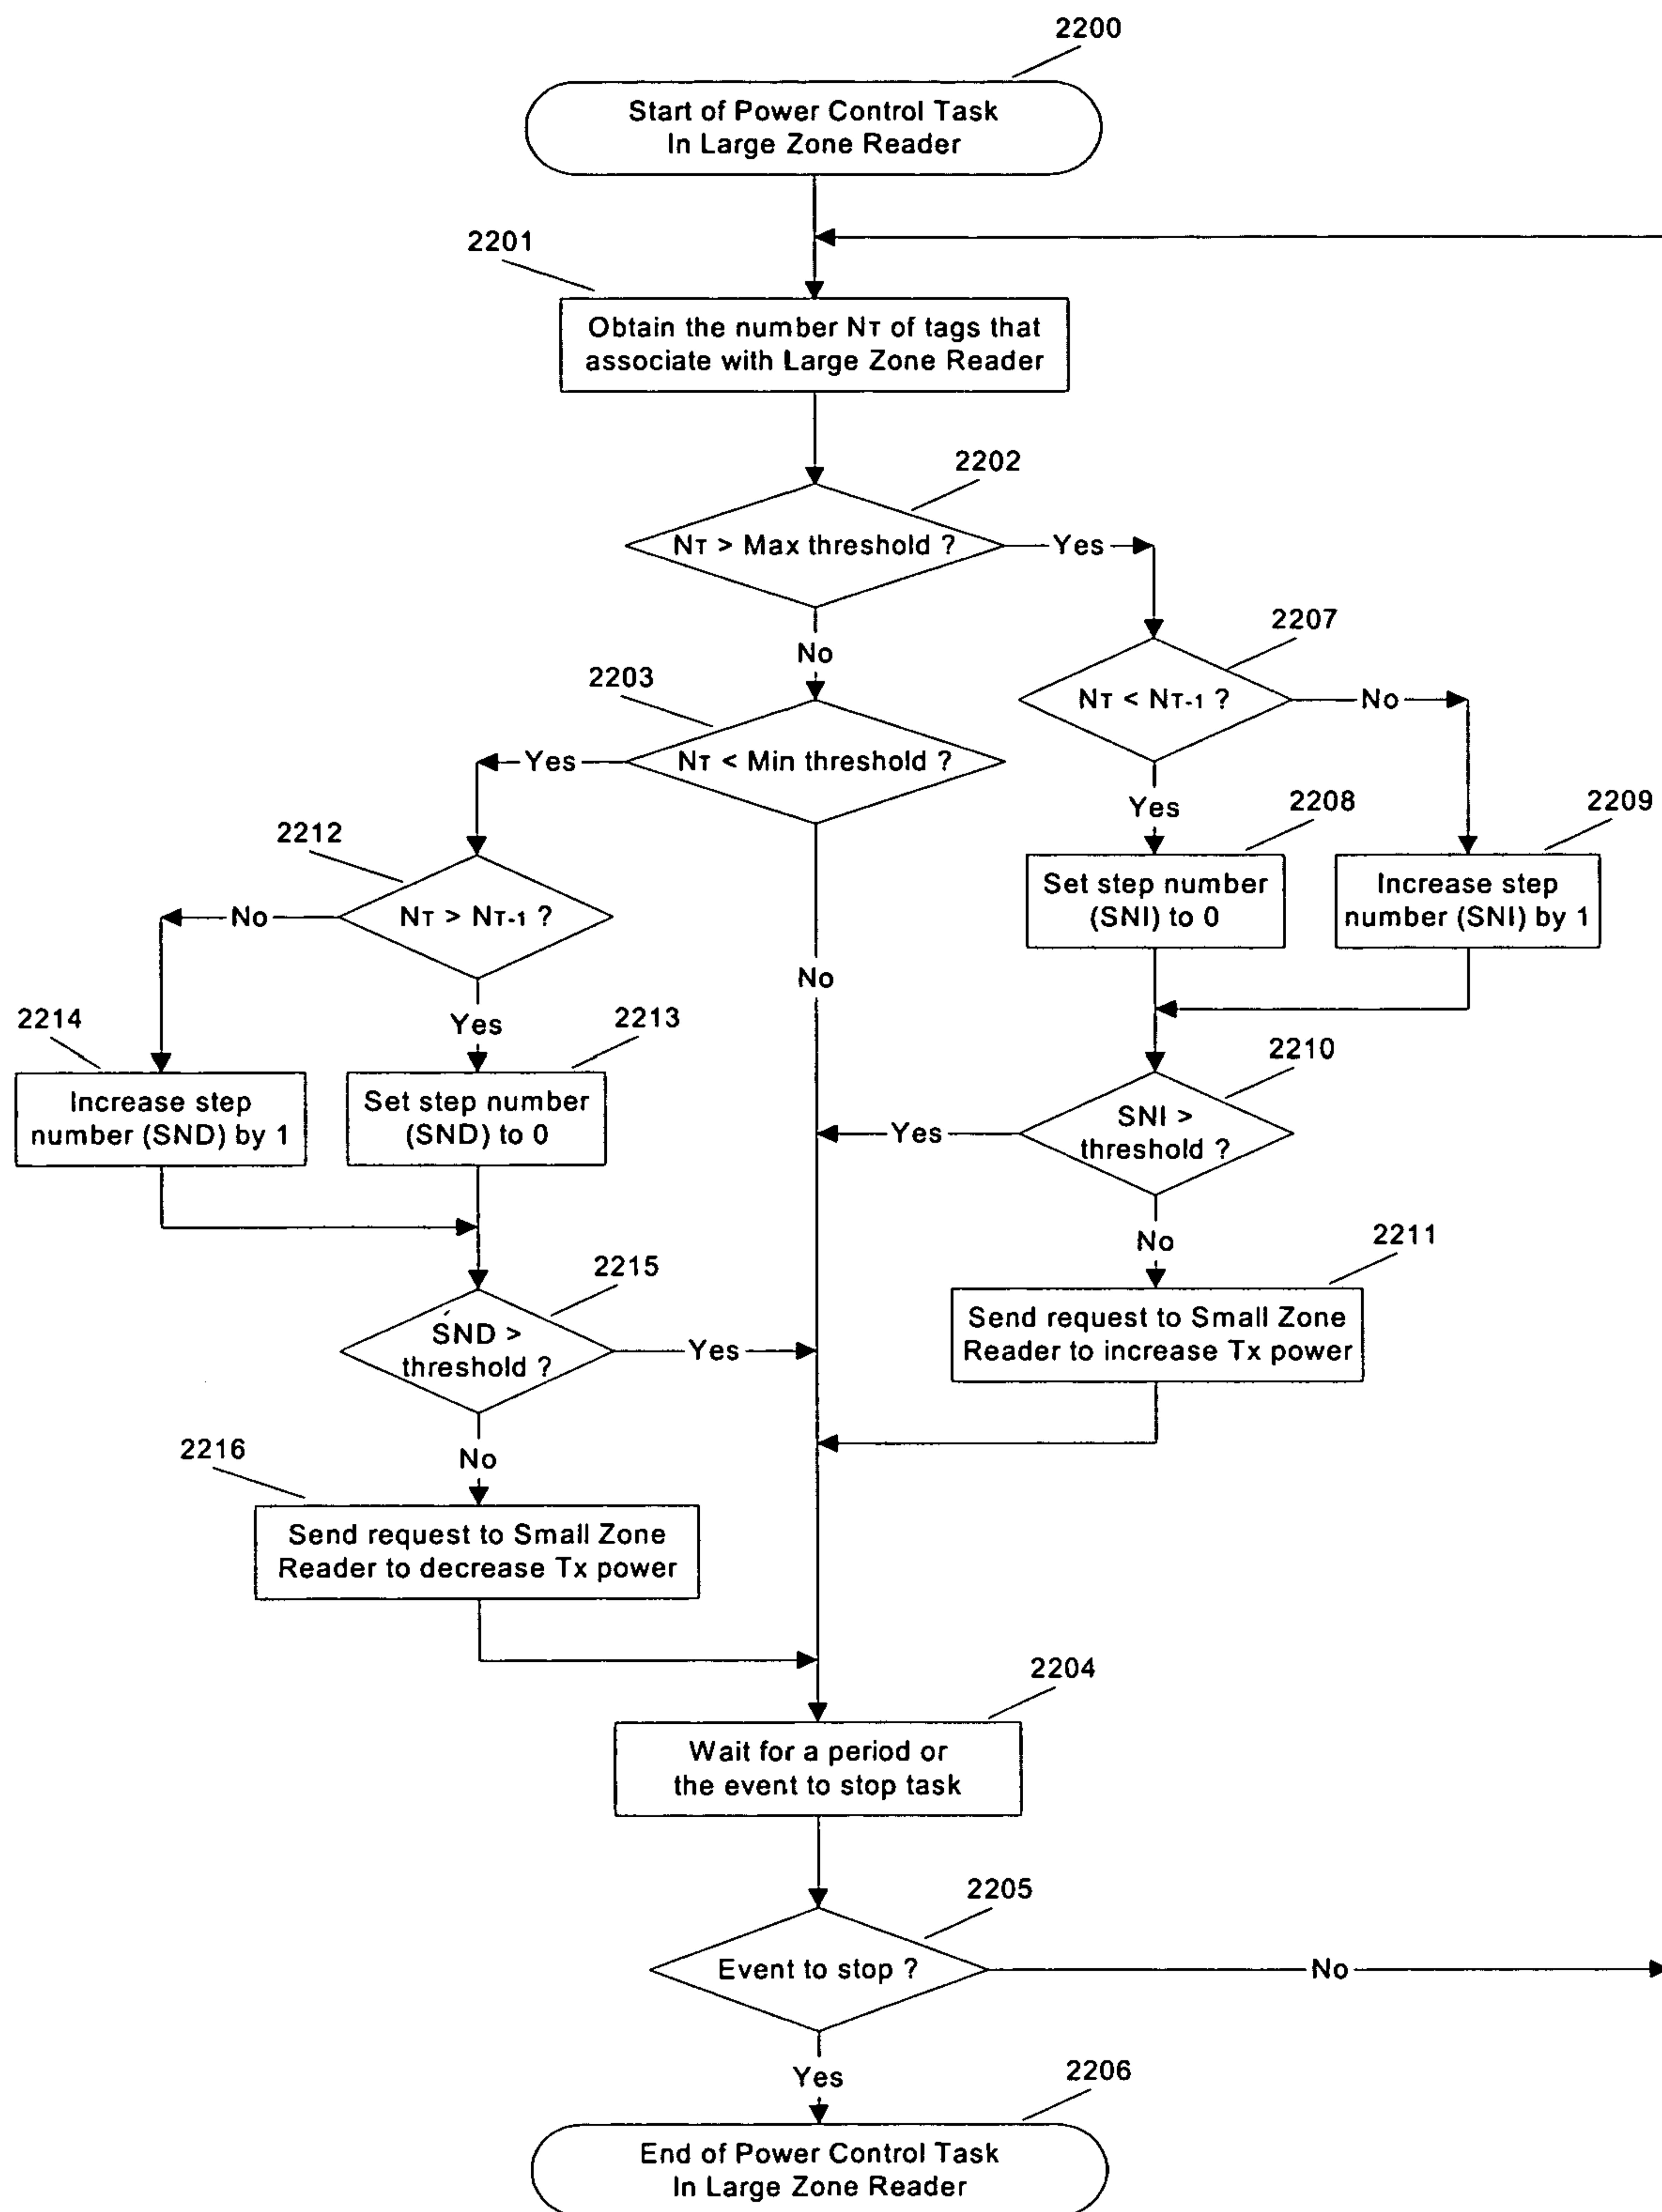 2200
Start of Power Control Task
In Large Zone Reader
2201
Obtain the number NT of tags that
associate with Large Zone Reader
2202
NT > Max threshold ?
Yes
No
2207
NT < NT-1 ?
No
Yes
2203
NT < Min threshold ?
Yes
No
2208
Set step number
(SNI) to 0
2209
Increase step
number (SNI) by 1
2212
NT > NT-1 ?
No
Yes
2214
Increase step
number (SND) by 1
2213
Set step number
(SND) to 0
2210
SNI >
threshold ?
Yes
No
2211
Send request to Small Zone
Reader to increase Tx power
2215
SND >
threshold ?
Yes
No
2216
Send request to Small Zone
Reader to decrease Tx power
2204
Wait for a period or
the event to stop task
2205
Event to stop ?
No
Yes
2206
End of Power Control Task
In Large Zone Reader